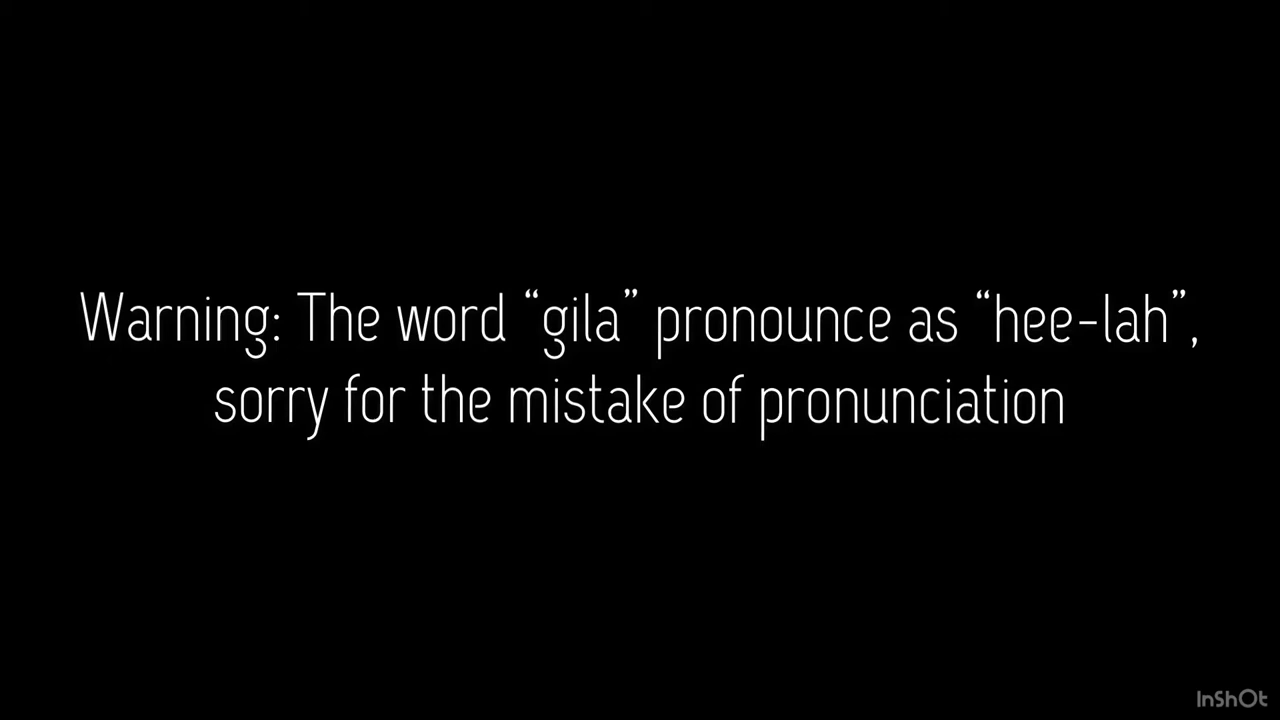 Warning: The word “gila” pronounce as “hee-lah”,
sorry for the mistake of pronunciation
InShOt